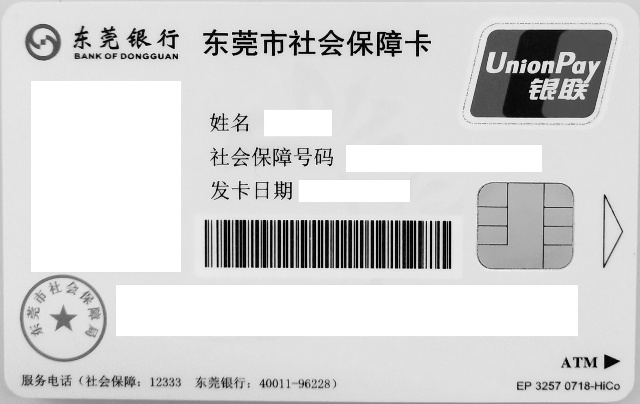 东莞银行
BANK OF DONGGUAN
东莞市社会保障卡
UnionPay
银联
姓名
社会保障号码
发卡日期
东莞市社会保障局
ATM
服务电话（社会保障：12333 东莞银行：40011-96228）
EP 3257 0718-HiCo